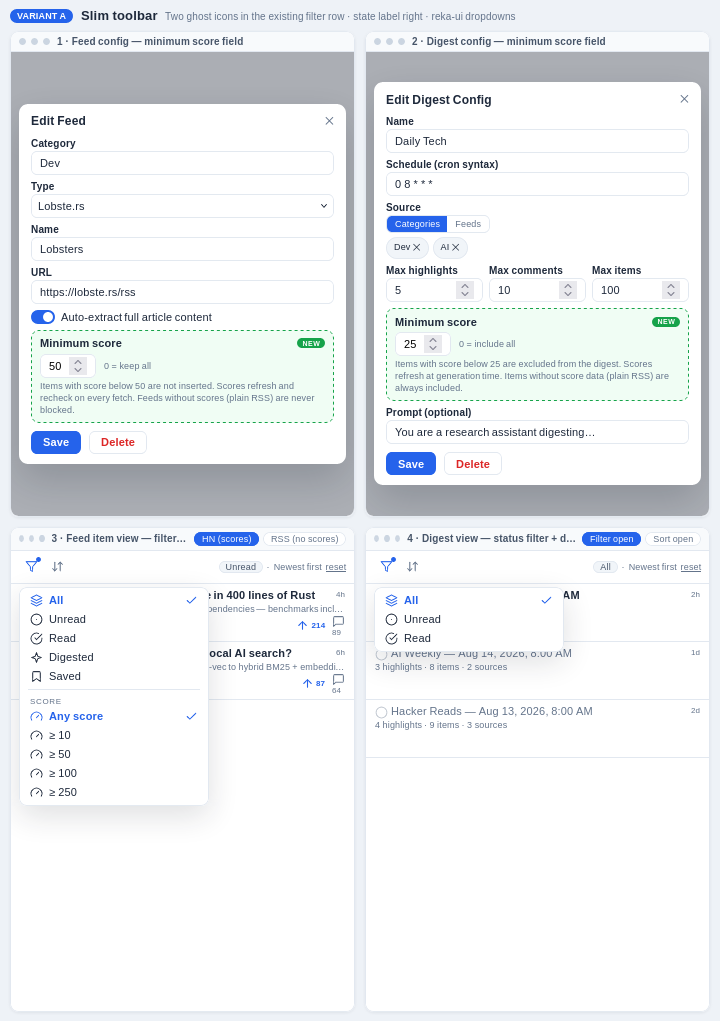 VARIANT A Slim toolbar Two ghost icons in the existing filter row · state label right · reka-ui dropdowns
1 · Feed config — minimum score field
Edit Feed
Category
Dev
Type
Lobste.rs
Name
Lobsters
URL
https://lobste.rs/rss
Auto-extract full article content
Minimum score NEW
50 0 = keep all
Items with score below 50 are not inserted. Scores refresh and
recheck on every fetch. Feeds without scores (plain RSS) are never
blocked.
Save Delete
2 · Digest config — minimum score field
Edit Digest Config
Name
Daily Tech
Schedule (cron syntax)
0 8 * * *
Source
Categories Feeds
Dev AI
Max highlights Max comments Max items
5 10 100
Minimum score NEW
25 0 = include all
Items with score below 25 are excluded from the digest. Scores
refresh at generation time. Items without score data (plain RSS) are
always included.
Prompt (optional)
You are a research assistant digesting…
Save Delete
3 · Feed item view — filter… HN (scores) RSS (no scores)
Unread · Newest first reset
e in 400 lines of Rust 4h
pendencies — benchmarks incl…
214 89
ocal AI search? 6h
-vec to hybrid BM25 + embeddi…
87 64
All
Unread
Read
Digested
Saved
SCORE
Any score
≥ 10
≥ 50
≥ 100
≥ 250
4 · Digest view — status filter + d… Filter open Sort open
All · Newest first reset
All
Unread
Read
AM 2h
AI Weekly — Aug 14, 2026, 8:00 AM 1d
3 highlights · 8 items · 2 sources
Hacker Reads — Aug 13, 2026, 8:00 AM 2d
4 highlights · 9 items · 3 sources